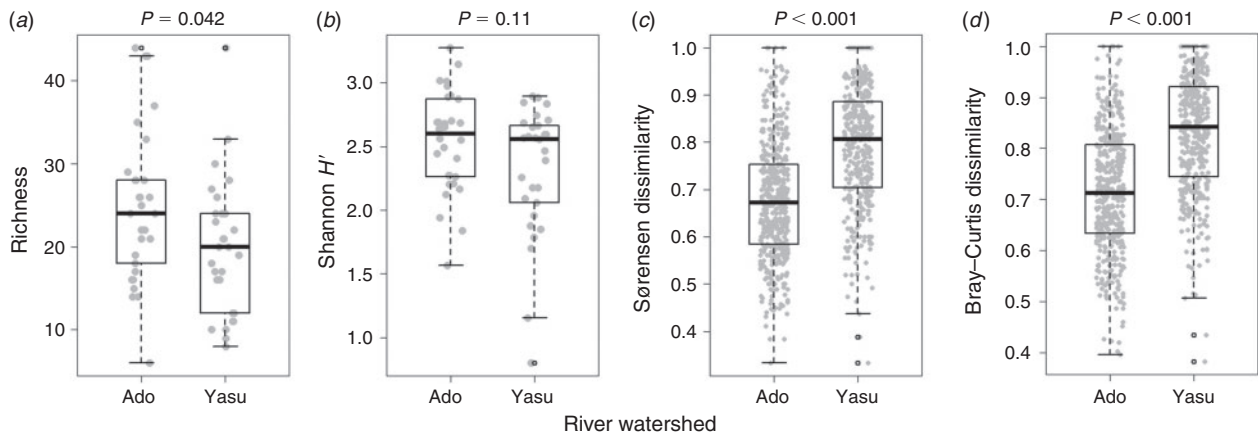 (a) P = 0.042
Richness
40
30
20
10
Ado Yasu
(b) P = 0.11
Shannon H′
3.0
2.5
2.0
1.5
1.0
Ado Yasu
(c) P < 0.001
Sørensen dissimilarity
1.0
0.9
0.8
0.7
0.6
0.5
0.4
Ado Yasu
(d) P < 0.001
Bray–Curtis dissimilarity
1.0
0.9
0.8
0.7
0.6
0.5
0.4
Ado Yasu
River watershed